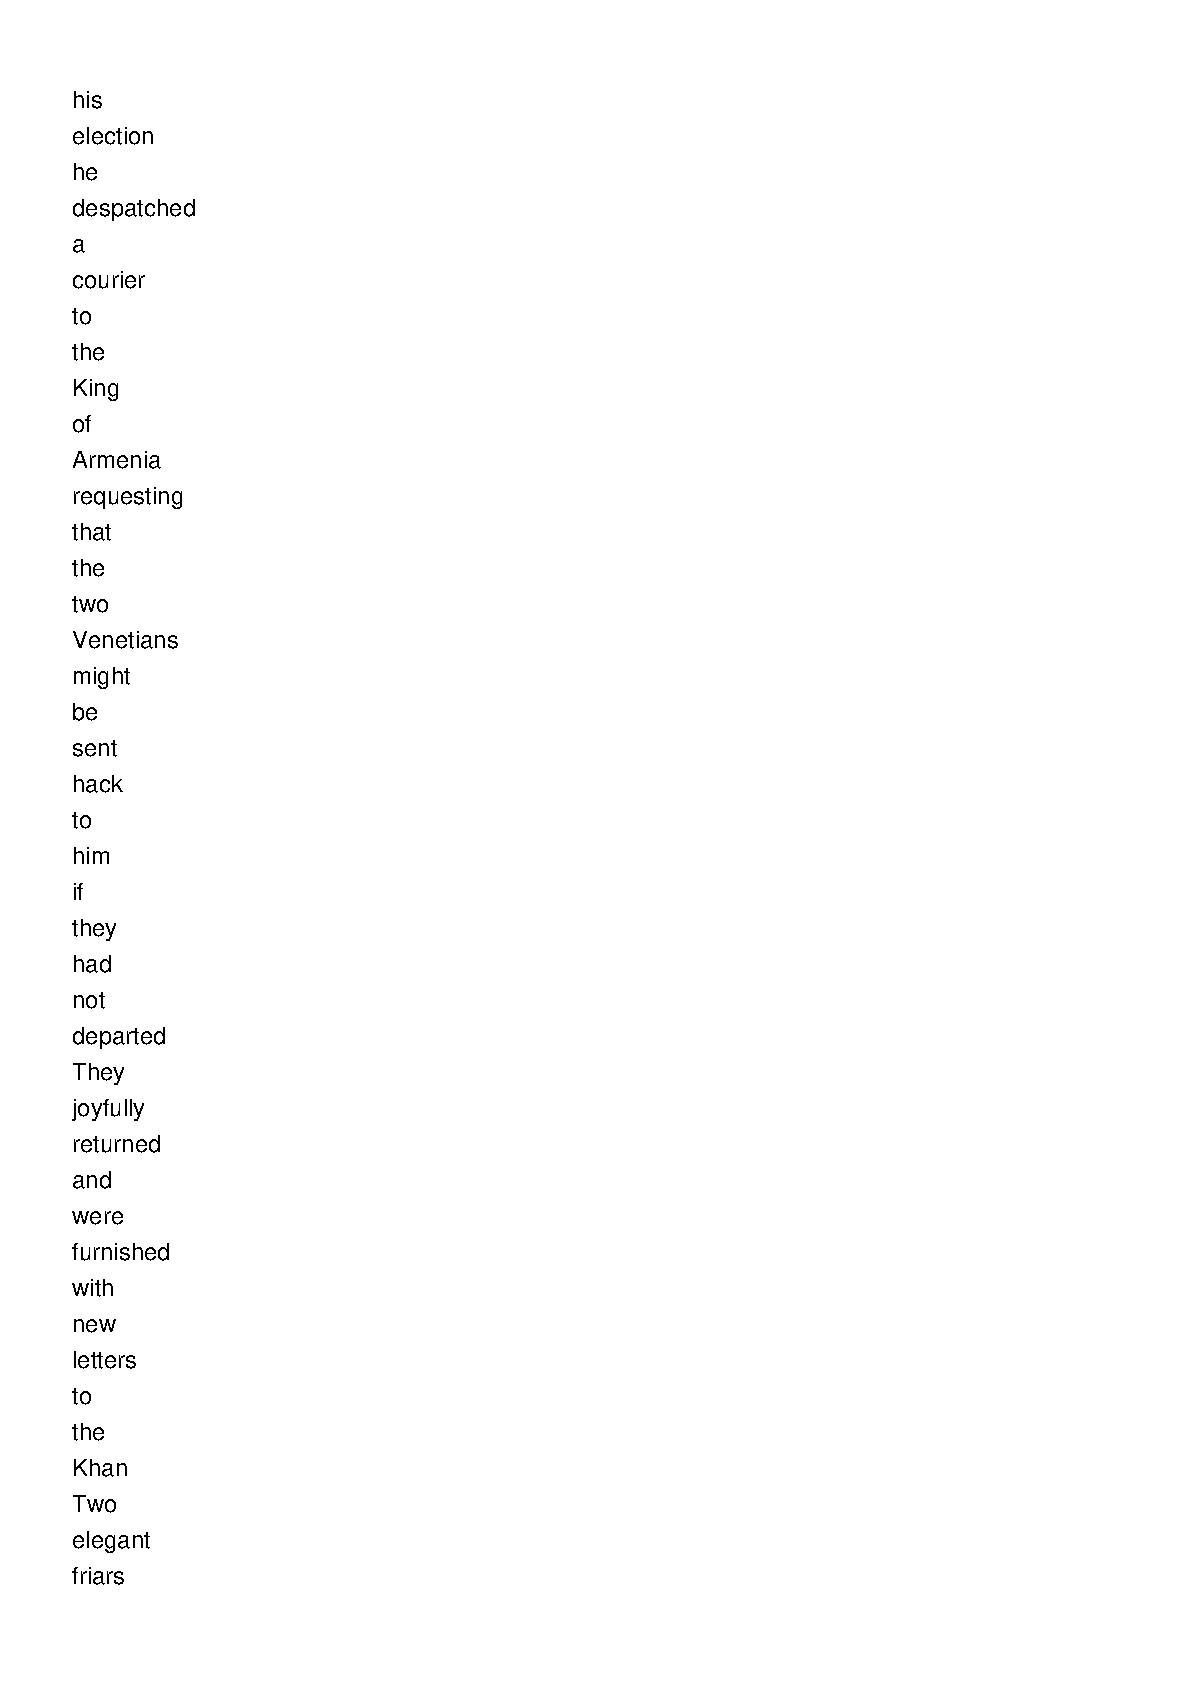 his
election
he
despatched
a
courier
to
the
King
of
Armenia
requesting
that
the
two
Venetians
might
be
sent
hack
to
him
if
they
had
not
departed
They
joyfully
returned
and
were
furnished
with
new
letters
to
the
Khan
Two
elegant
friars